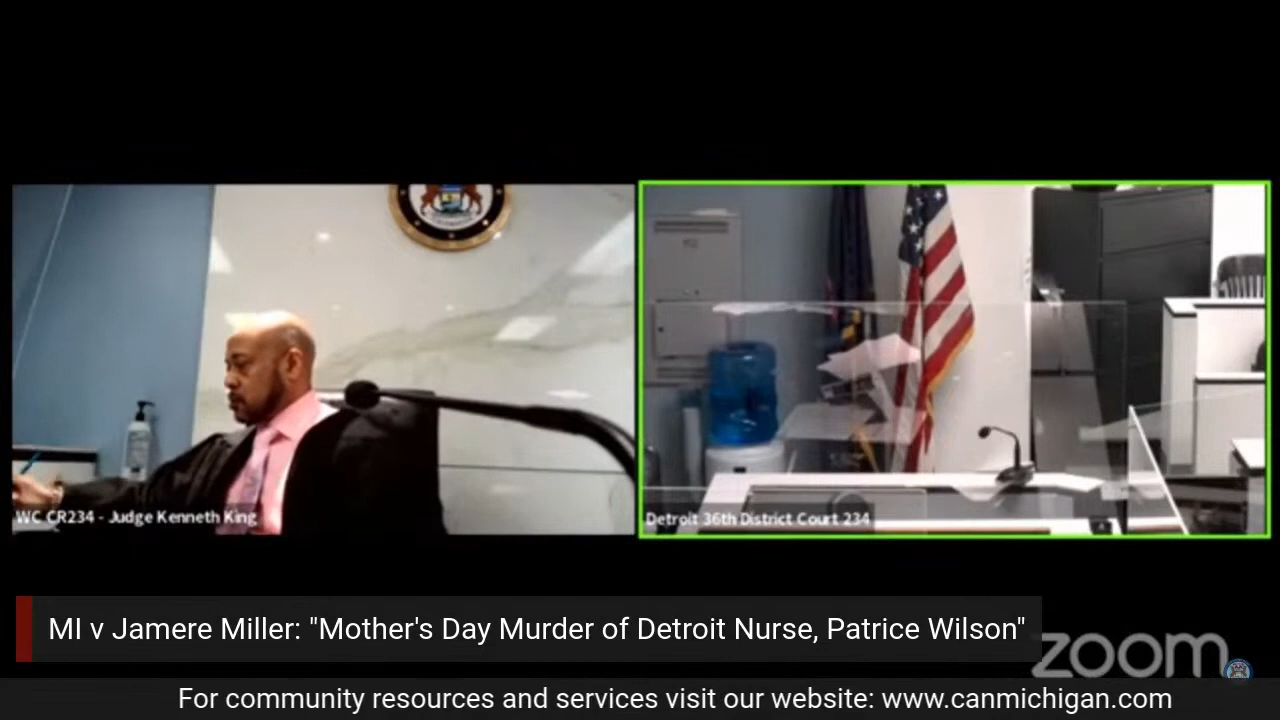 WC CR234 - Judge Kenneth King
Detroit 36th District Court 234
MI v Jamere Miller: "Mother's Day Murder of Detroit Nurse, Patrice Wilson"
zoom
For community resources and services visit our website: www.canmichigan.com